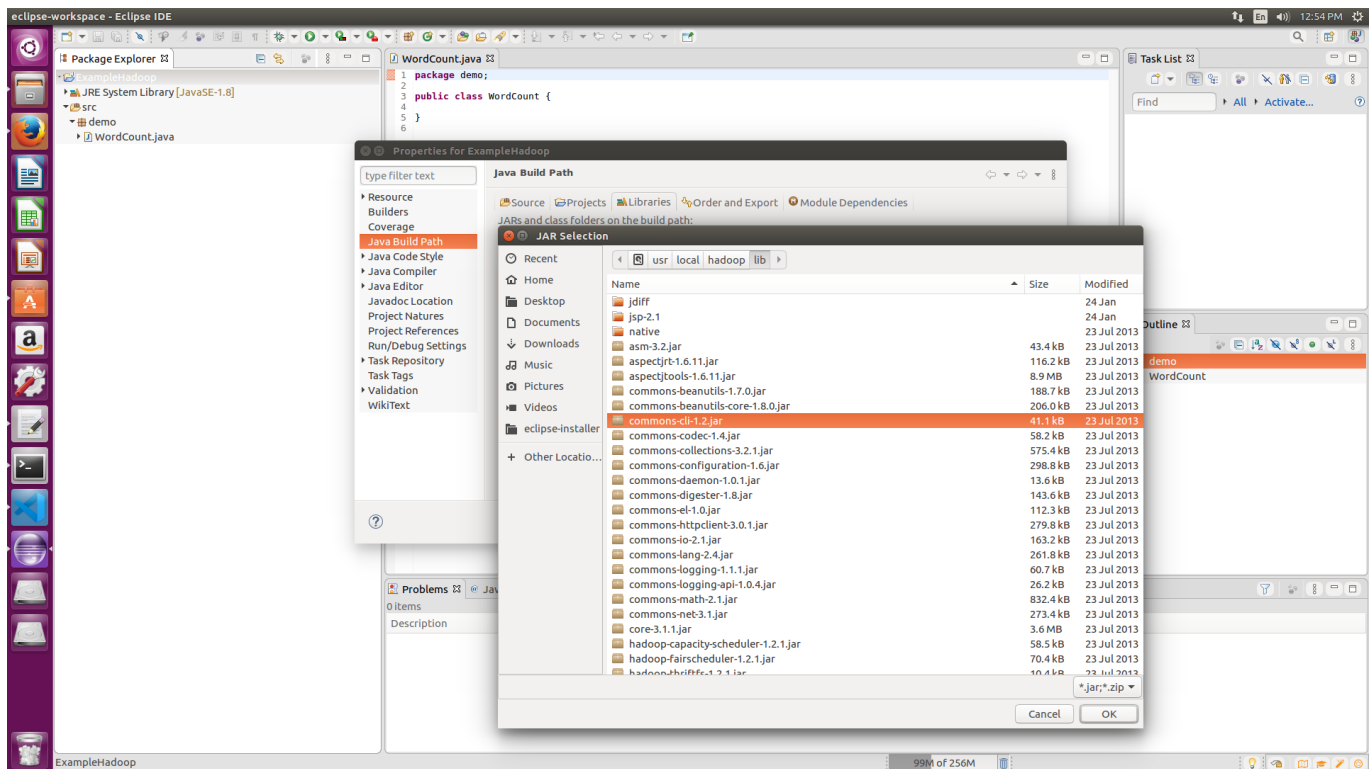 eclipse-workspace - Eclipse IDE
En 12:54 PM
Package Explorer
ExampleHadoop
JRE System Library [JavaSE-1.8]
src
demo
WordCount.java
WordCount.java
1 package demo;
2
3 public class WordCount {
4
5 }
6
Task List
Find
All
Activate...
Properties for ExampleHadoop
type filter text
Resource
Builders
Coverage
Java Build Path
Java Code Style
Java Compiler
Java Editor
Javadoc Location
Project Natures
Project References
Run/Debug Settings
Task Repository
Task Tags
Validation
WikiText
Java Build Path
Source Projects Libraries Order and Export Module Dependencies
JARs and class folders on the build path:
JAR Selection
Recent
Home
Desktop
Documents
Downloads
Music
Pictures
Videos
eclipse-installer
+ Other Locatio...
usr local hadoop lib
Name Size Modified
jdiff 24 Jan
jsp-2.1 24 Jan
native 23 Jul 2013
asm-3.2.jar 43.4 kB 23 Jul 2013
aspectjrt-1.6.11.jar 116.2 kB 23 Jul 2013
aspectjtools-1.6.11.jar 8.9 MB 23 Jul 2013
commons-beanutils-1.7.0.jar 188.7 kB 23 Jul 2013
commons-beanutils-core-1.8.0.jar 206.0 kB 23 Jul 2013
commons-cli-1.2.jar 41.1 kB 23 Jul 2013
commons-codec-1.4.jar 58.2 kB 23 Jul 2013
commons-collections-3.2.1.jar 575.4 kB 23 Jul 2013
commons-configuration-1.6.jar 298.8 kB 23 Jul 2013
commons-daemon-1.0.1.jar 13.6 kB 23 Jul 2013
commons-digester-1.8.jar 143.6 kB 23 Jul 2013
commons-el-1.0.jar 112.3 kB 23 Jul 2013
commons-httpclient-3.0.1.jar 279.8 kB 23 Jul 2013
commons-io-2.1.jar 163.2 kB 23 Jul 2013
commons-lang-2.4.jar 261.8 kB 23 Jul 2013
commons-logging-1.1.1.jar 60.7 kB 23 Jul 2013
commons-logging-api-1.0.4.jar 26.2 kB 23 Jul 2013
commons-math-2.1.jar 832.4 kB 23 Jul 2013
commons-net-3.1.jar 273.4 kB 23 Jul 2013
core-3.1.1.jar 3.6 MB 23 Jul 2013
hadoop-capacity-scheduler-1.2.1.jar 58.5 kB 23 Jul 2013
hadoop-fairscheduler-1.2.1.jar 70.4 kB 23 Jul 2013
hadoop-thriftfs-1.2.1.jar 10.4 kB 23 Jul 2013
*.jar;*.zip
Cancel OK
Outline
demo
WordCount
Problems @ Jav
0 items
Description
ExampleHadoop
99M of 256M